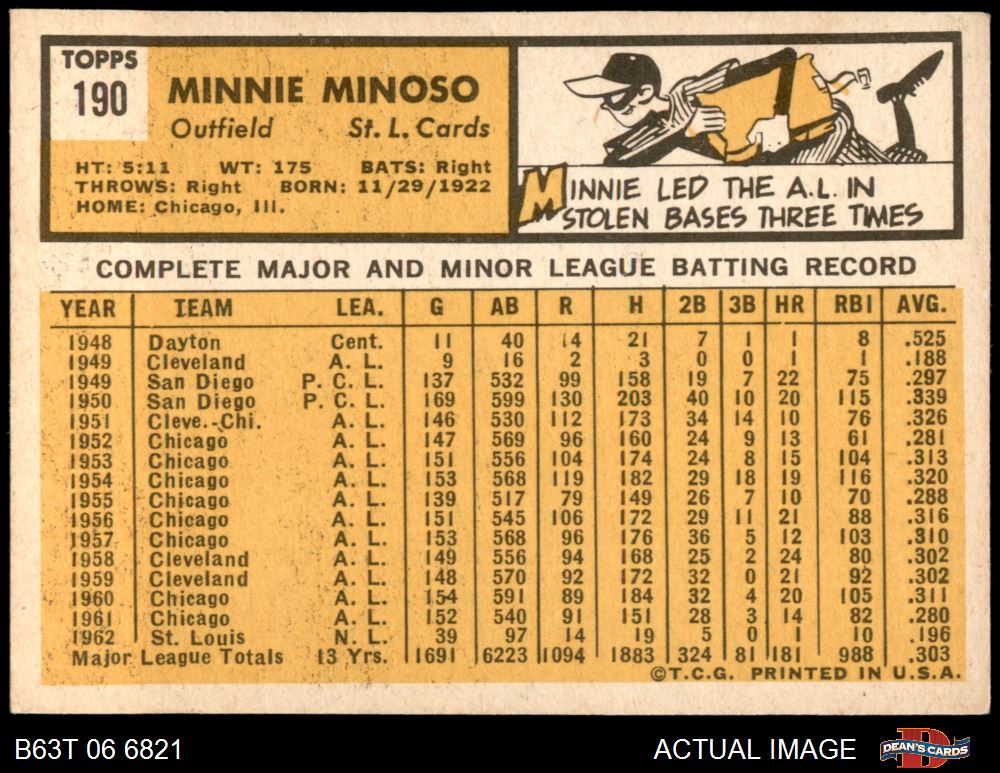 TOPPS
190
MINNIE MINOSO
Outfield St. L. Cards
HT: 5:11 WT: 175 BATS: Right
THROWS: Right BORN: 11/29/1922
HOME: Chicago, Ill.
MINNIE LED THE A.L. IN
STOLEN BASES THREE TIMES
COMPLETE MAJOR AND MINOR LEAGUE BATTING RECORD
YEAR TEAM LEA. G AB R H 2B 3B HR RBI AVG.
1948 Dayton Cent. 11 40 14 21 7 1 1 8 .525
1949 Cleveland A. L. 9 16 2 3 0 0 1 1 .188
1949 San Diego P. C. L. 137 532 99 158 19 7 22 75 .297
1950 San Diego P. C. L. 169 599 130 203 40 10 20 115 .339
1951 Cleve.-Chi. A. L. 146 530 112 173 34 14 10 76 .326
1952 Chicago A. L. 147 569 96 160 24 9 13 61 .281
1953 Chicago A. L. 151 556 104 174 24 8 15 104 .313
1954 Chicago A. L. 153 568 119 182 29 18 19 116 .320
1955 Chicago A. L. 139 517 79 149 26 7 10 70 .288
1956 Chicago A. L. 151 545 106 172 29 11 21 88 .316
1957 Chicago A. L. 153 568 96 176 36 5 12 103 .310
1958 Cleveland A. L. 149 556 94 168 25 2 24 80 .302
1959 Cleveland A. L. 148 570 92 172 32 0 21 92 .302
1960 Chicago A. L. 154 591 89 184 32 4 20 105 .311
1961 Chicago A. L. 152 540 91 151 28 3 14 82 .280
1962 St. Louis N. L. 39 97 14 19 5 0 1 10 .196
Major League Totals 13 Yrs. 1691 6223 1094 1883 324 81 181 988 .303
©T.C.G. PRINTED IN U.S.A.
B63T 06 6821 ACTUAL IMAGE DEAN'S CARDS